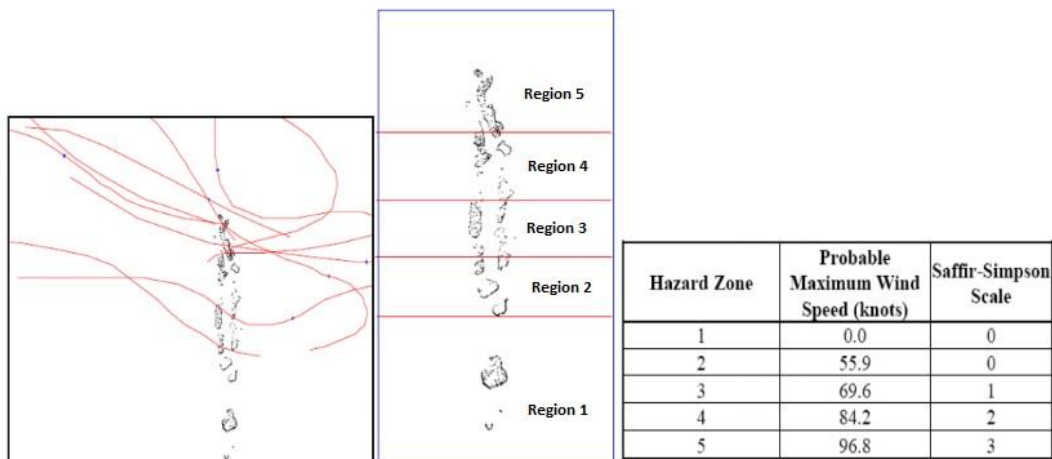 Region 5
Region 4
Region 3
Region 2
Region 1
Hazard Zone Probable Maximum Wind Speed (knots) Saffir-Simpson Scale
1 0.0 0
2 55.9 0
3 69.6 1
4 84.2 2
5 96.8 3